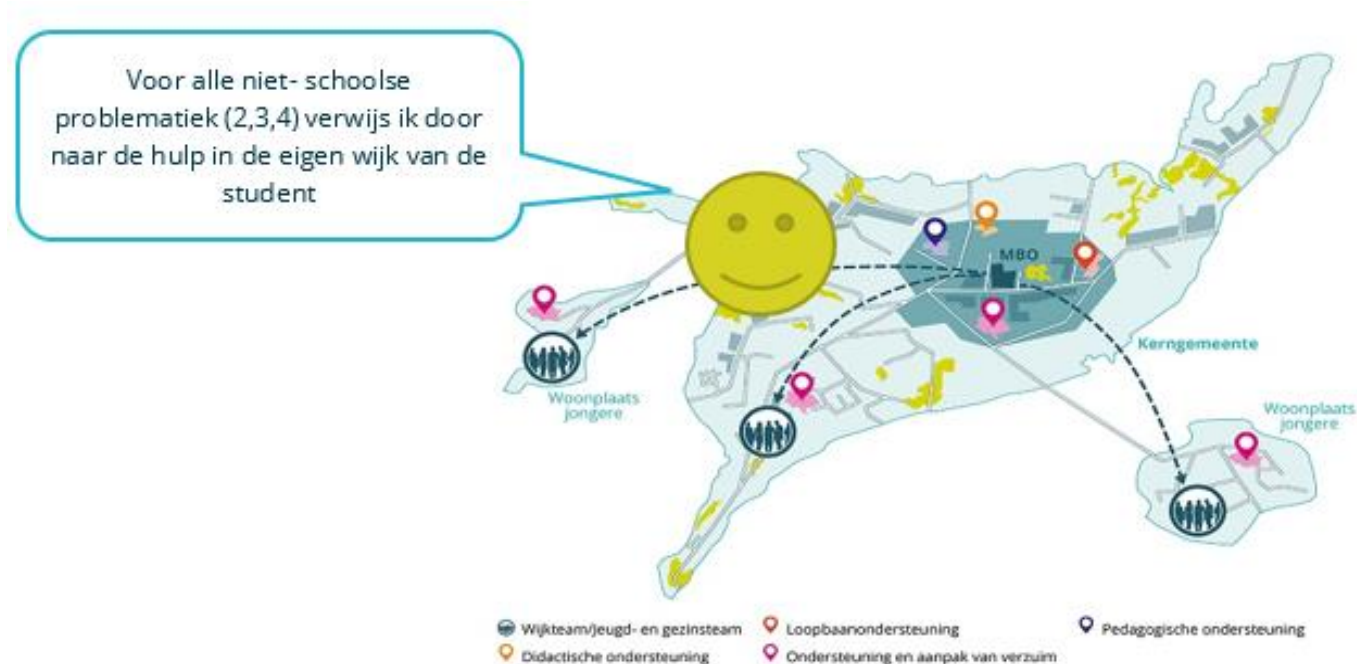 Voor alle niet- schoolse
problematiek (2,3,4) verwijs ik door
naar de hulp in de eigen wijk van de
student
MBO
Kerngemeente
Woonplaats
jongere
Woonplaats
jongere
Wijkteam/Jeugd- en gezinsteam
Loopbaanondersteuning
Pedagogische ondersteuning
Didactische ondersteuning
Ondersteuning en aanpak van verzuim